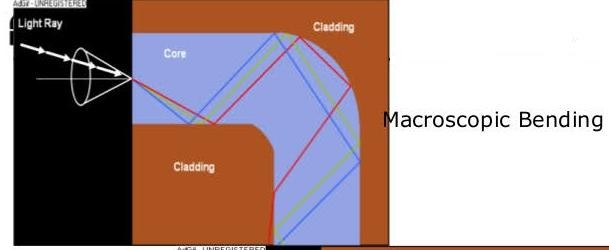 AdGif - UNREGISTERED
Light Ray
Cladding
Core
Macroscopic Bending
Cladding
AdGif - UNREGISTERED